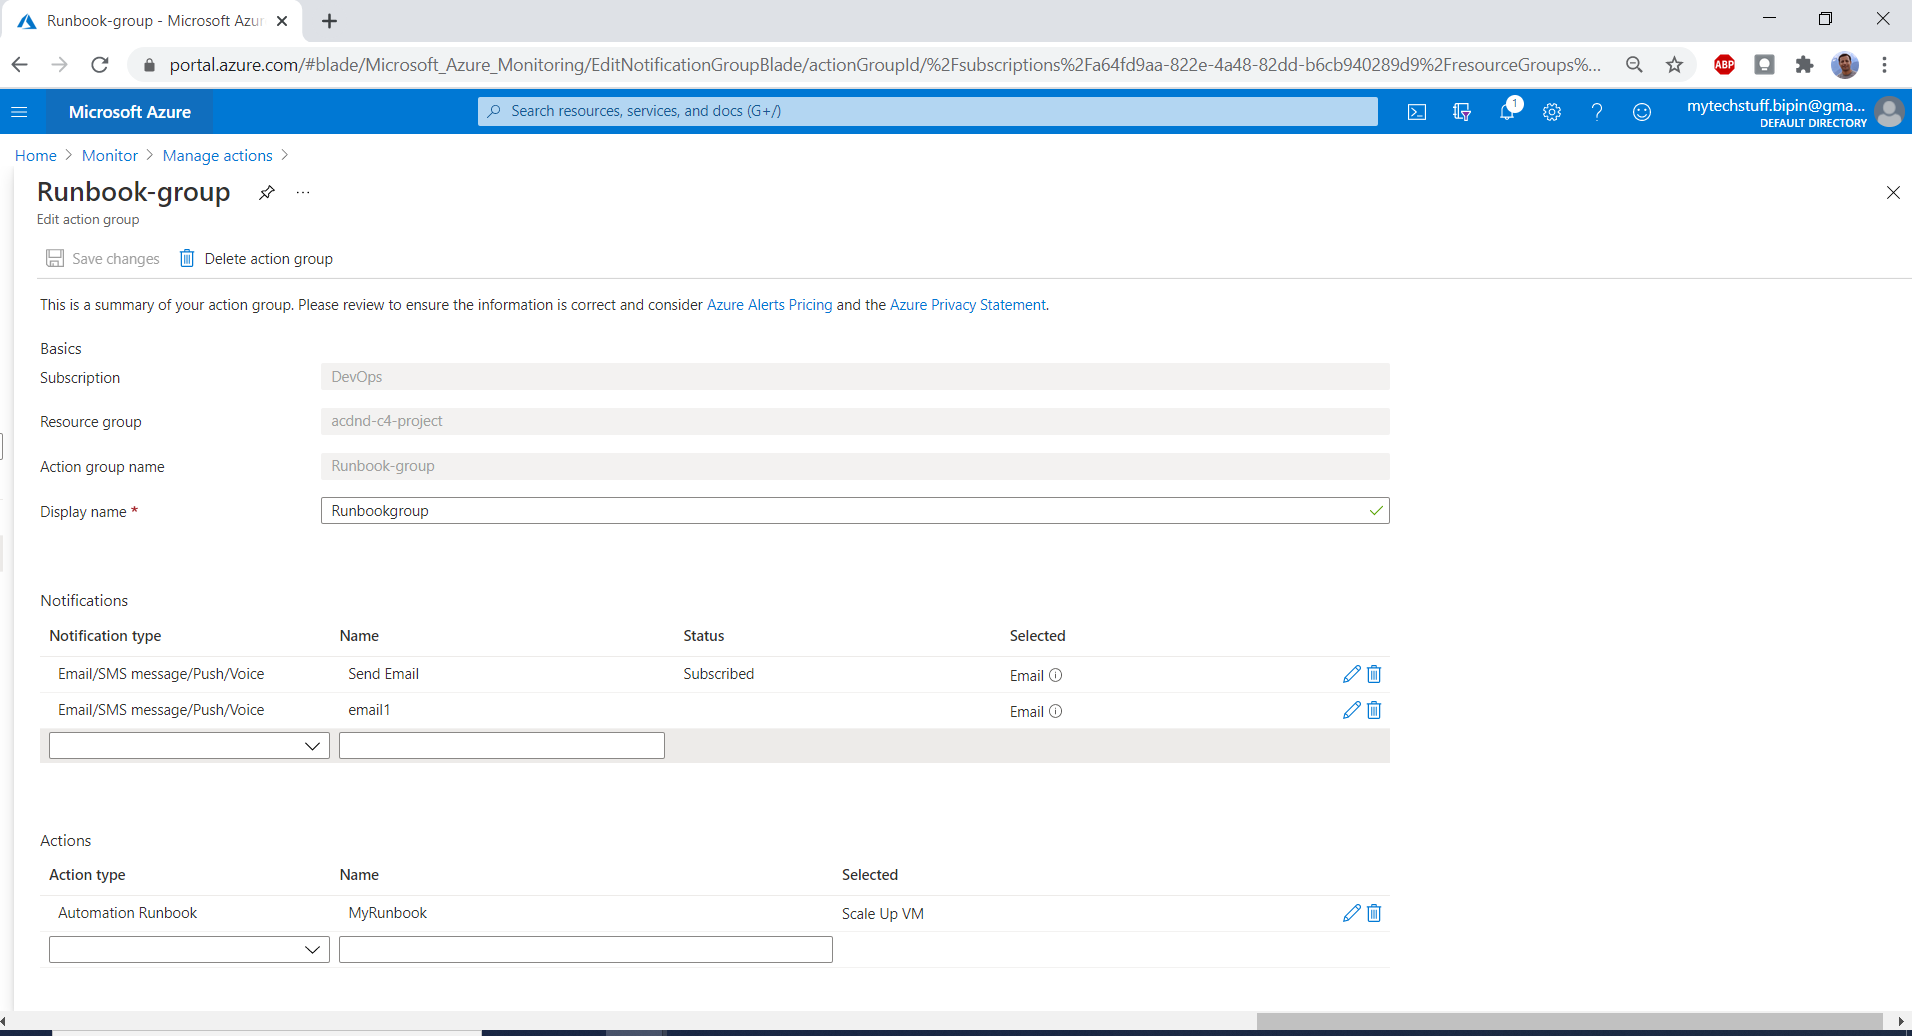 Runbook-group - Microsoft Azur
portal.azure.com/#blade/Microsoft_Azure_Monitoring/EditNotificationGroupBlade/actionGroupId/%2Fsubscriptions%2Fa64fd9aa-822e-4a48-82dd-b6cb940289d9%2FresourceGroups%...
ABP
Microsoft Azure
Search resources, services, and docs (G+/)
1
mytechstuff.bipin@gma...
DEFAULT DIRECTORY
Home > Monitor > Manage actions >
Runbook-group
...
Edit action group
Save changes
Delete action group
This is a summary of your action group. Please review to ensure the information is correct and consider Azure Alerts Pricing and the Azure Privacy Statement.
Basics
Subscription DevOps
Resource group acdnd-c4-project
Action group name Runbook-group
Display name * Runbookgroup
Notifications
Notification type Name Status Selected
Email/SMS message/Push/Voice Send Email Subscribed Email
Email/SMS message/Push/Voice email1 Email
Actions
Action type Name Selected
Automation Runbook MyRunbook Scale Up VM